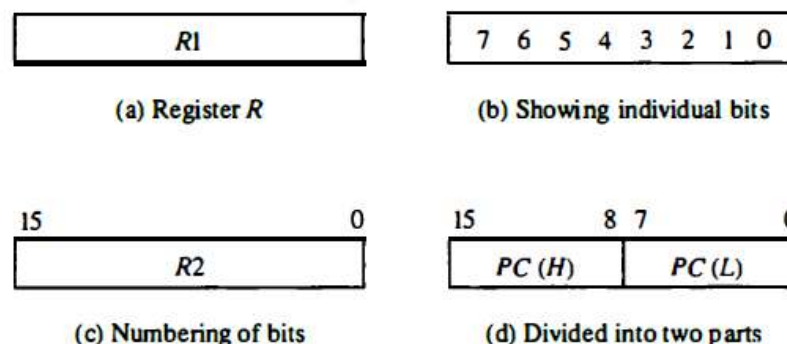 R1
7 6 5 4 3 2 1 0
(a) Register R
(b) Showing individual bits
15 0
15 8 7
R2
PC (H) PC (L)
(c) Numbering of bits
(d) Divided into two parts